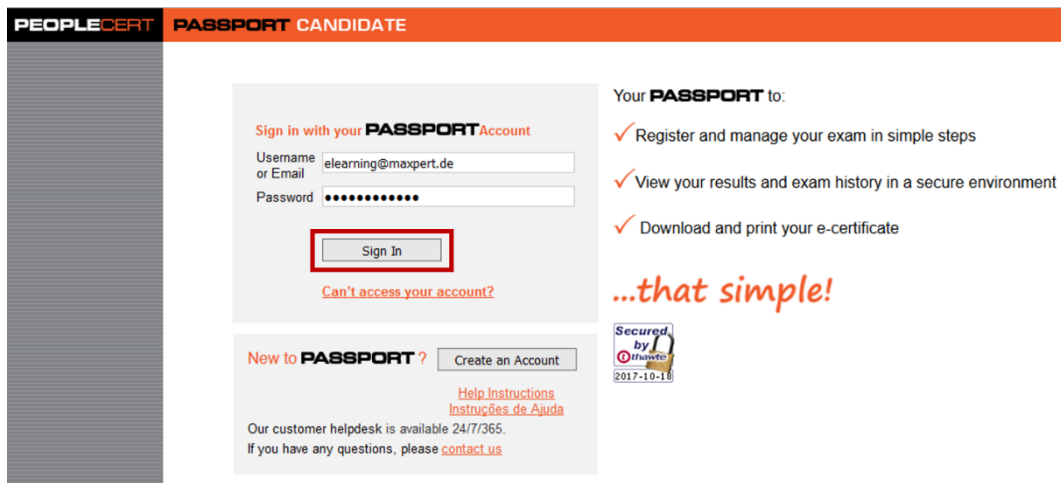 PEOPLECERT PASSPORT CANDIDATE
Sign in with your PASSPORT Account
Username
or Email
elearning@maxpert.de
Password ••••••••••••
Sign In
Can't access your account?
New to PASSPORT ?
Create an Account
Help Instructions
Instruções de Ajuda
Our customer helpdesk is available 24/7/365.
If you have any questions, please contact us
Your PASSPORT to:
Register and manage your exam in simple steps
View your results and exam history in a secure environment
Download and print your e-certificate
...that simple!
Secured
by
thawte
2017-10-18